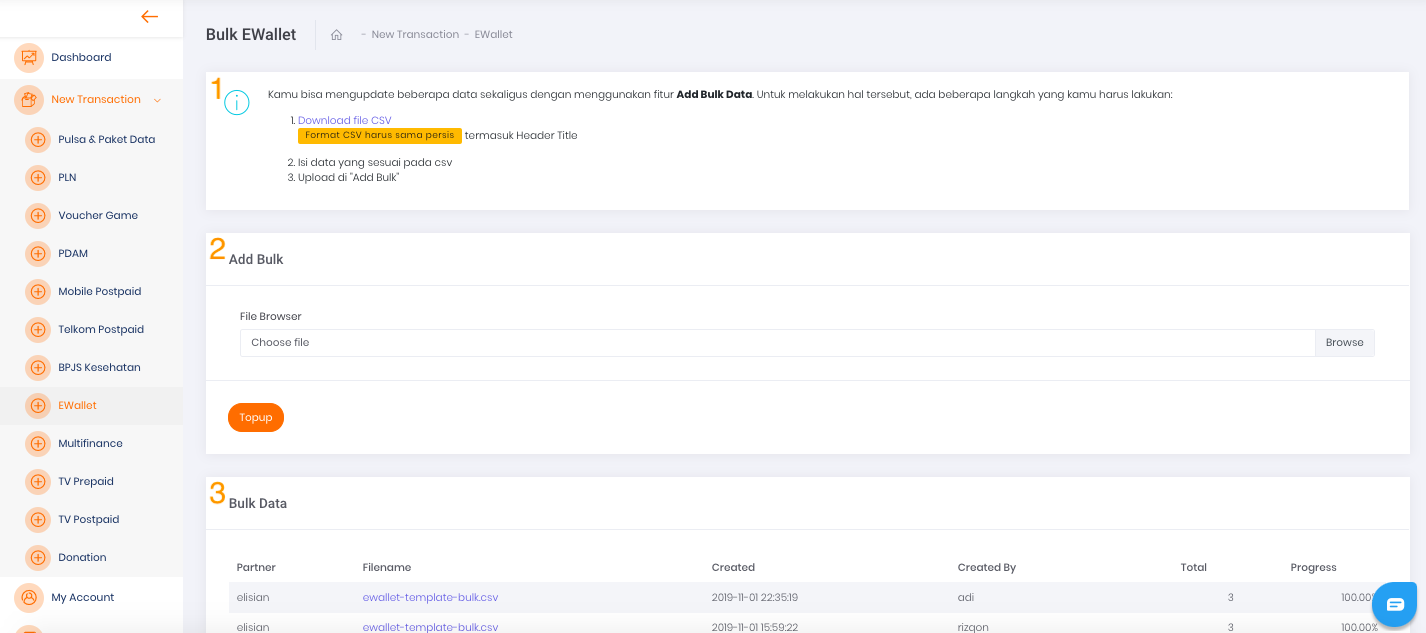 Dashboard
New Transaction
Pulsa & Paket Data
PLN
Voucher Game
PDAM
Mobile Postpaid
Telkom Postpaid
BPJS Kesehatan
EWallet
Multifinance
TV Prepaid
TV Postpaid
Donation
My Account
Bulk EWallet
- New Transaction - EWallet
1
Kamu bisa mengupdate beberapa data sekaligus dengan menggunakan fitur Add Bulk Data. Untuk melakukan hal tersebut, ada beberapa langkah yang kamu harus lakukan:
1. Download file CSV
Format CSV harus sama persis termasuk Header Title
2. Isi data yang sesuai pada csv
3. Upload di "Add Bulk"
2
Add Bulk
File Browser
Choose file Browse
Topup
3
Bulk Data
Partner Filename Created Created By Total Progress
elisian ewallet-template-bulk.csv 2019-11-01 22:35:19 adi 3 100.00%
elisian ewallet-template-bulk.csv 2019-11-01 15:59:22 rizqon 3 100.00%